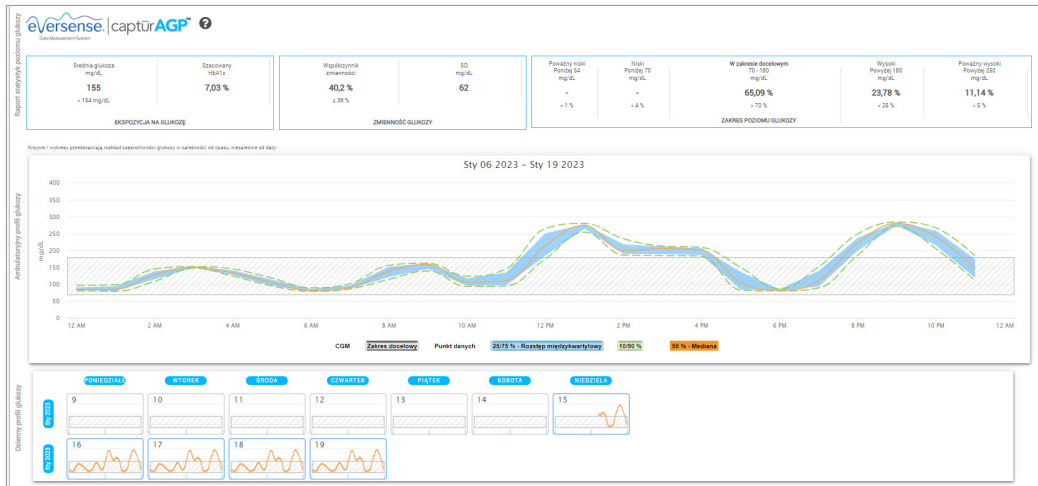 eversense. | captürAGP™ ?
Data Management System
Raport statystyk poziomu glukozy
Średnia glukoza
mg/dL
155
< 154 mg/dL
Szacowany
HbA1c
7,03 %
EKSPOZYCJA NA GLUKOZĘ
Współczynnik
zmienności
40,2 %
≤ 36 %
SD
mg/dL
62
ZMIENNOŚĆ GLUKOZY
Poważny niski
Poniżej 54
mg/dL
-
< 1 %
Niski
Poniżej 70
mg/dL
-
< 4 %
W zakresie docelowym
70 - 180
mg/dL
65,09 %
> 70 %
Wysoki
Powyżej 180
mg/dL
23,78 %
< 25 %
Poważny wysoki
Powyżej 250
mg/dL
11,14 %
< 5 %
ZAKRES POZIOMU GLUKOZY
Krzywe / wykresy przedstawiają rozkład częstotliwości glukozy w zależności od czasu, niezależnie od daty
Ambulatoryjny profil glukozy
Sty 06 2023 – Sty 19 2023
mg/dL
400
350
300
250
200
150
100
50
0
12 AM 2 AM 4 AM 6 AM 8 AM 10 AM 12 PM 2 PM 4 PM 6 PM 8 PM 10 PM 12 AM
CGM Zakres docelowy Punkt danych 25/75 % - Rozstęp międzykwartylowy 10/90 % 50 % - Mediana
Dzienny profil glukozy
PONIEDZIAŁE WTOREK ŚRODA CZWARTEK PIĄTEK SOBOTA NIEDZIELA
Sty 2023
9 10 11 12 13 14 15
Sty 2023
16 17 18 19